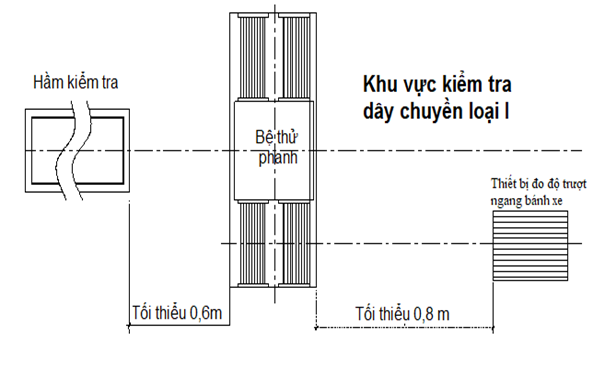 Hầm kiểm tra
Khu vực kiểm tra
dây chuyền loại I
Bệ thử
phanh
Thiết bị đo độ trượt
ngang bánh xe
Tối thiểu 0,6m
Tối thiểu 0,8 m